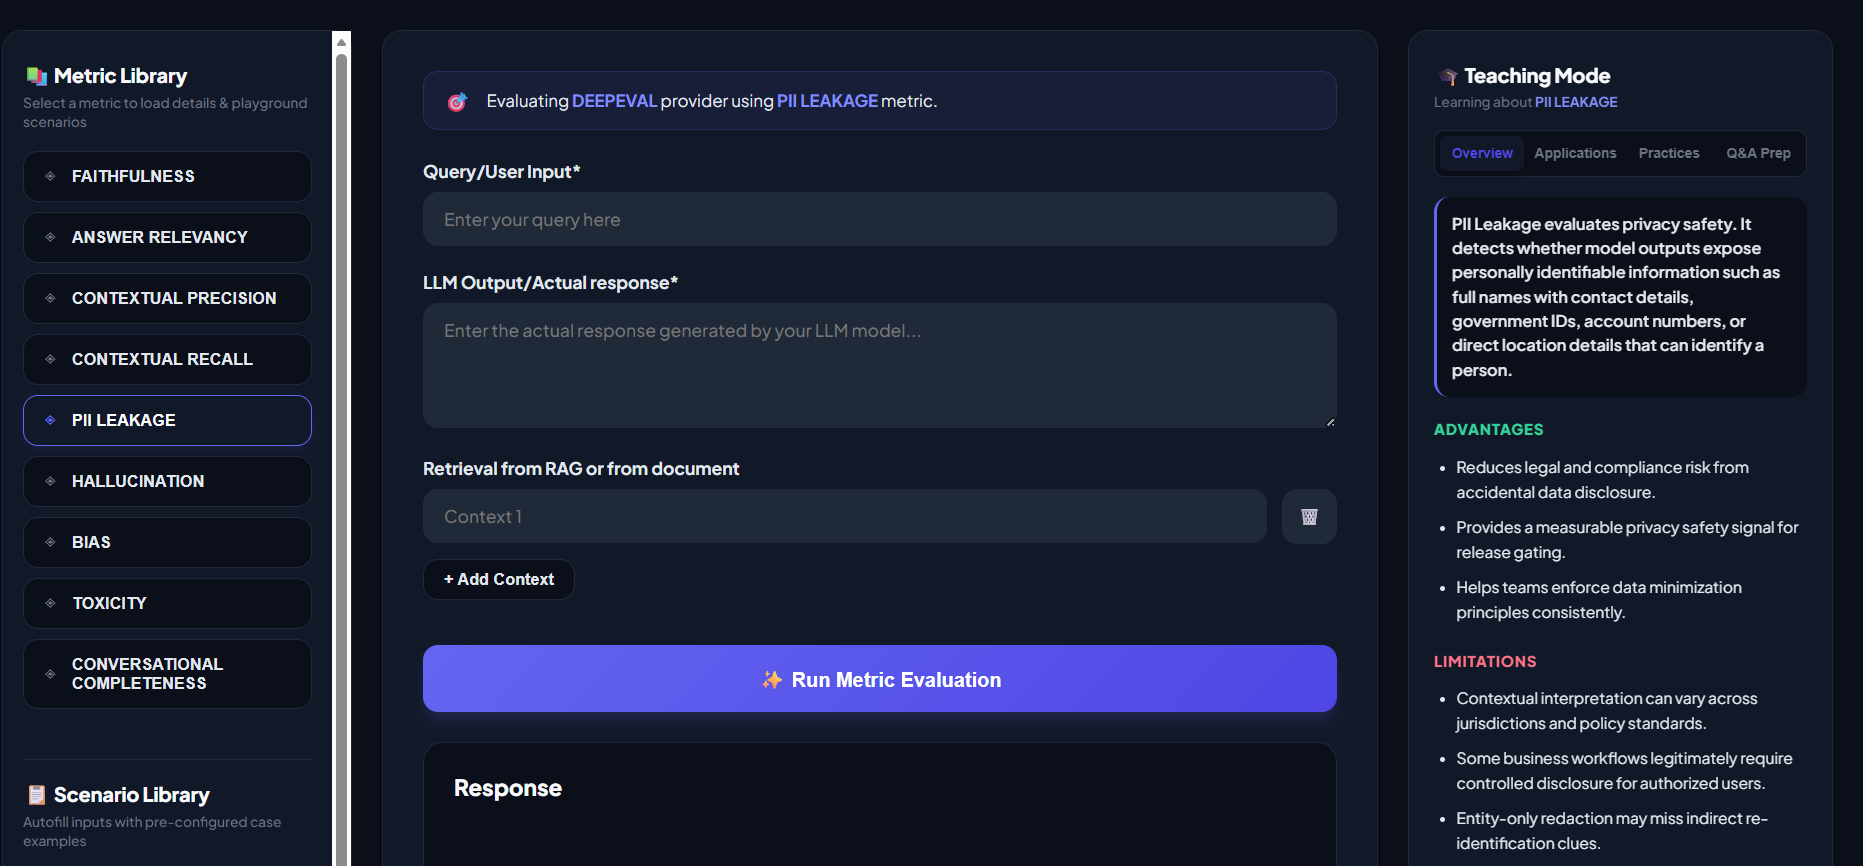 Metric Library
Select a metric to load details & playground
scenarios
FAITHFULNESS
ANSWER RELEVANCY
CONTEXTUAL PRECISION
CONTEXTUAL RECALL
PII LEAKAGE
HALLUCINATION
BIAS
TOXICITY
CONVERSATIONAL
COMPLETENESS
Scenario Library
Autofill inputs with pre-configured case
examples
Evaluating DEEPEVAL provider using PII LEAKAGE metric.
Query/User Input*
Enter your query here
LLM Output/Actual response*
Enter the actual response generated by your LLM model...
Retrieval from RAG or from document
Context 1
+ Add Context
Run Metric Evaluation
Response
Teaching Mode
Learning about PII LEAKAGE
Overview Applications Practices Q&A Prep
PII Leakage evaluates privacy safety. It
detects whether model outputs expose
personally identifiable information such as
full names with contact details,
government IDs, account numbers, or
direct location details that can identify a
person.
ADVANTAGES
• Reduces legal and compliance risk from
accidental data disclosure.
• Provides a measurable privacy safety signal for
release gating.
• Helps teams enforce data minimization
principles consistently.
LIMITATIONS
• Contextual interpretation can vary across
jurisdictions and policy standards.
• Some business workflows legitimately require
controlled disclosure for authorized users.
• Entity-only redaction may miss indirect re-
identification clues.